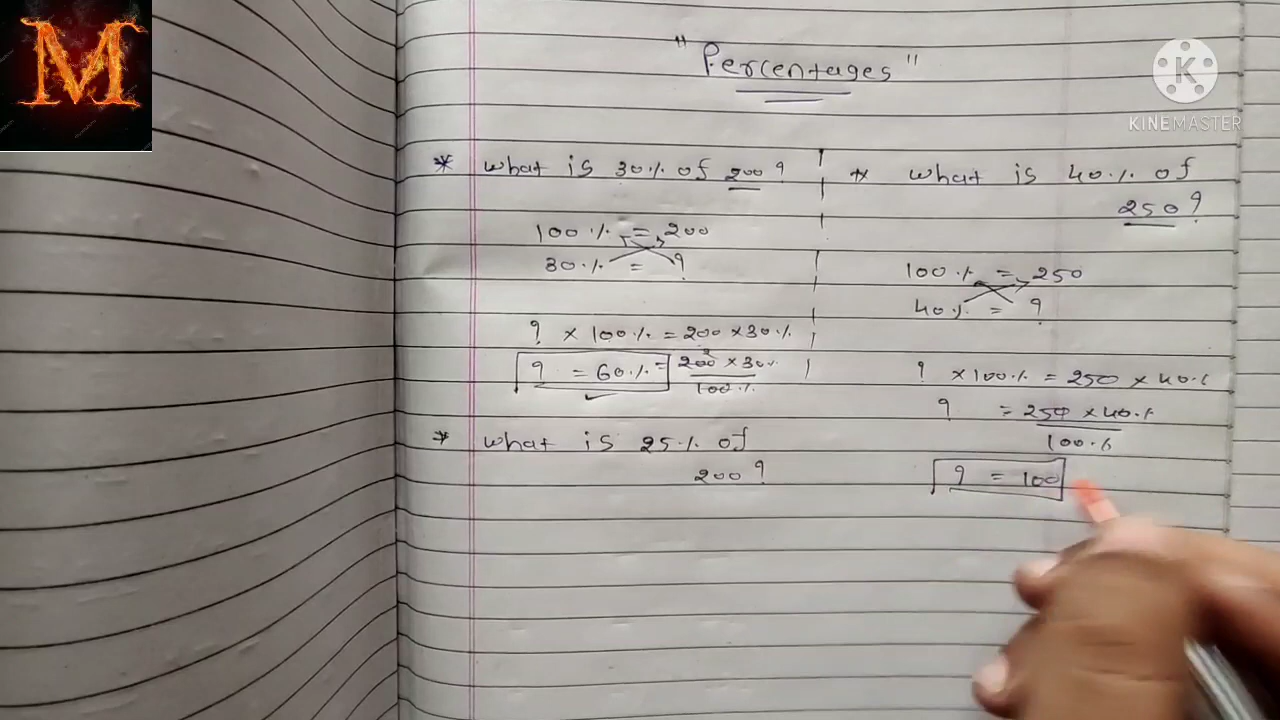 M
KINEMASTER
"Percentages"
* What is 30% of 200?
100% = 200
30% = ?
? × 100% = 200 × 30%
? = 60% = 200 × 30%
2
100%
* What is 25% of
200?
* What is 40% of
250?
100% = 250
40% = ?
? × 100% = 250 × 40%
? = 250 × 40%
100%
? = 100